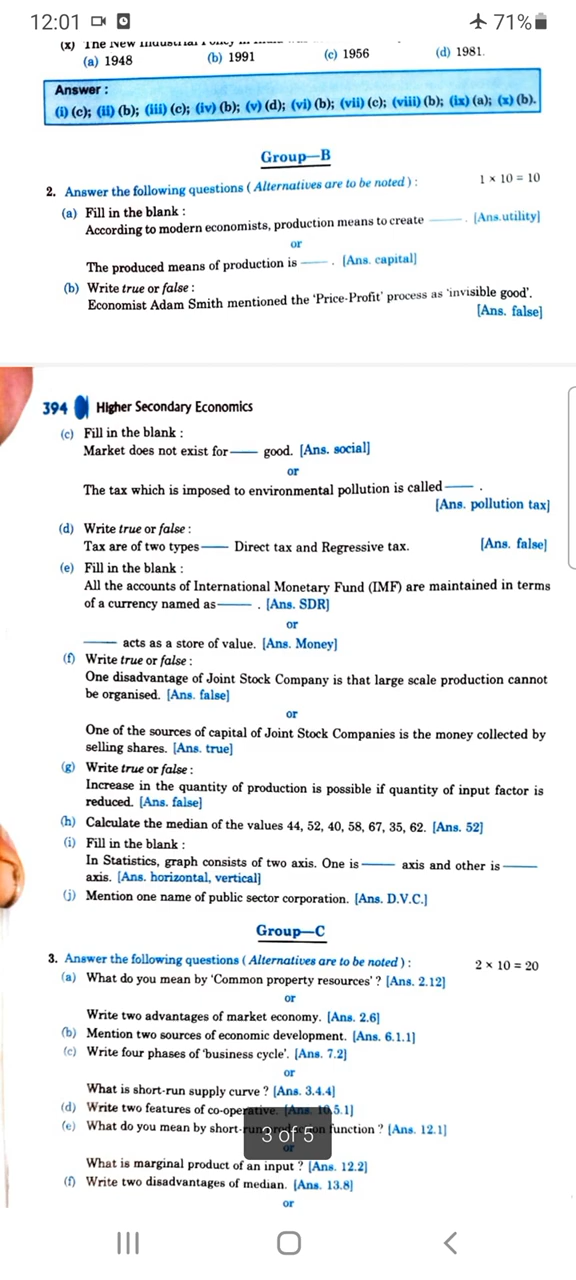 12:01 71%
(x) The New Industrial Policy
(a) 1948 (b) 1991 (c) 1956 (d) 1981.
Answer :
(i) (c); (ii) (b); (iii) (c); (iv) (b); (v) (d); (vi) (b); (vii) (c); (viii) (b); (ix) (a); (x) (b).
Group—B
2. Answer the following questions ( Alternatives are to be noted ) : 1 × 10 = 10
(a) Fill in the blank :
According to modern economists, production means to create ——. [Ans.utility]
or
The produced means of production is ——. [Ans. capital]
(b) Write true or false :
Economist Adam Smith mentioned the 'Price-Profit' process as 'invisible good'.
[Ans. false]
394 Higher Secondary Economics
(c) Fill in the blank :
Market does not exist for —— good. [Ans. social]
or
The tax which is imposed to environmental pollution is called —— .
[Ans. pollution tax]
(d) Write true or false :
Tax are of two types —— Direct tax and Regressive tax. [Ans. false]
(e) Fill in the blank :
All the accounts of International Monetary Fund (IMF) are maintained in terms
of a currency named as —— . [Ans. SDR]
or
—— acts as a store of value. [Ans. Money]
(f) Write true or false :
One disadvantage of Joint Stock Company is that large scale production cannot
be organised. [Ans. false]
or
One of the sources of capital of Joint Stock Companies is the money collected by
selling shares. [Ans. true]
(g) Write true or false :
Increase in the quantity of production is possible if quantity of input factor is
reduced. [Ans. false]
(h) Calculate the median of the values 44, 52, 40, 58, 67, 35, 62. [Ans. 52]
(i) Fill in the blank :
In Statistics, graph consists of two axis. One is —— axis and other is ——
axis. [Ans. horizontal, vertical]
(j) Mention one name of public sector corporation. [Ans. D.V.C.]
Group—C
3. Answer the following questions ( Alternatives are to be noted ) : 2 × 10 = 20
(a) What do you mean by 'Common property resources' ? [Ans. 2.12]
or
Write two advantages of market economy. [Ans. 2.6]
(b) Mention two sources of economic development. [Ans. 6.1.1]
(c) Write four phases of 'business cycle'. [Ans. 7.2]
or
What is short-run supply curve ? [Ans. 3.4.4]
(d) Write two features of co-operative. [Ans. 10.5.1]
(e) What do you mean by short-run production function ? [Ans. 12.1]
3 of 5
or
What is marginal product of an input ? [Ans. 12.2]
(f) Write two disadvantages of median. [Ans. 13.8]
or